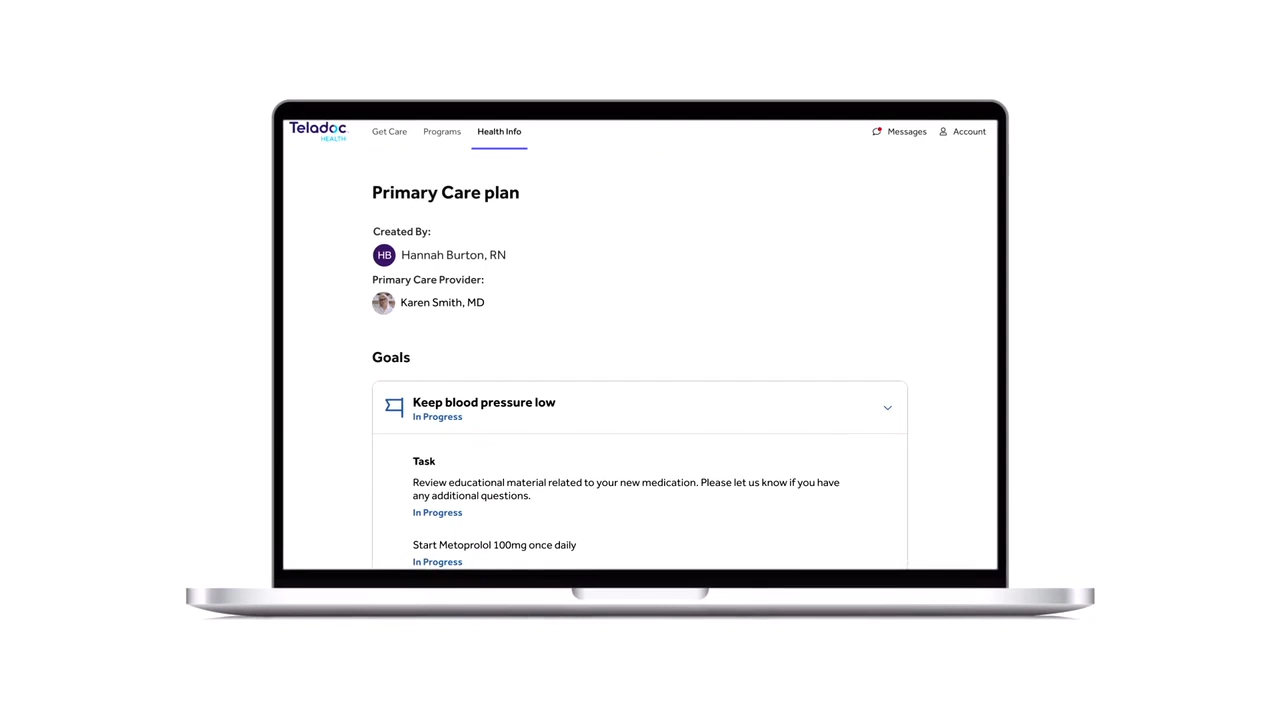 Teladoc
HEALTH
Get Care
Programs
Health Info
Messages
Account
Primary Care plan
Created By:
HB
Hannah Burton, RN
Primary Care Provider:
Karen Smith, MD
Goals
Keep blood pressure low
In Progress
Task
Review educational material related to your new medication. Please let us know if you have
any additional questions.
In Progress
Start Metoprolol 100mg once daily
In Progress